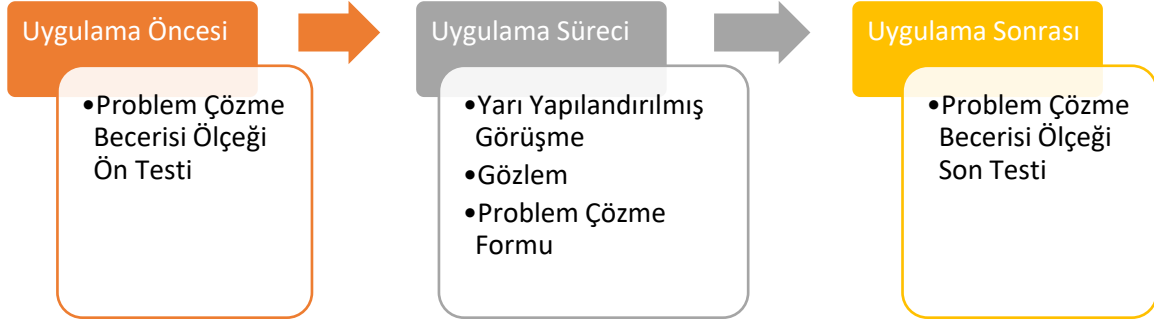 Uygulama Öncesi
•Problem Çözme
Becerisi Ölçeği
Ön Testi
Uygulama Süreci
•Yarı Yapılandırılmış
Görüşme
•Gözlem
•Problem Çözme
Formu
Uygulama Sonrası
•Problem Çözme
Becerisi Ölçeği
Son Testi